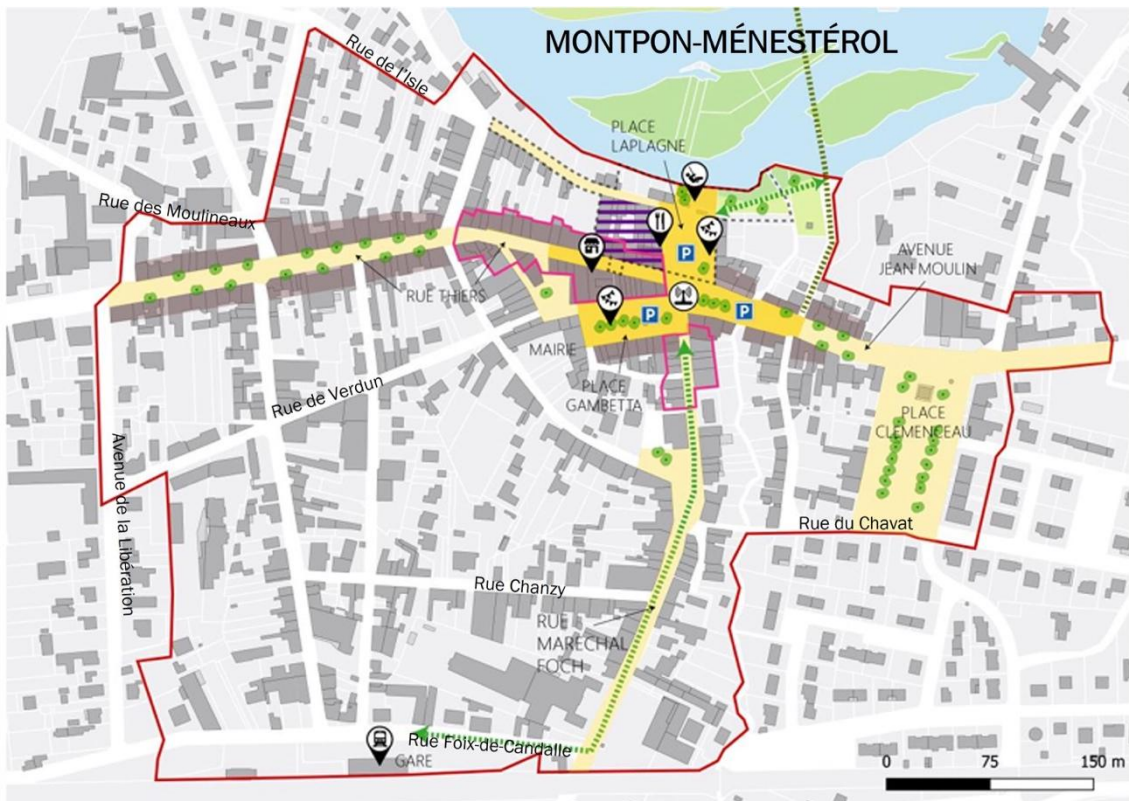 MONTPON-MÉNESTÉROL
Rue de l'Isle
PLACE
LAPLAGNE
Rue des Moulineaux
AVENUE
JEAN MOULIN
RUE THIERS
P
P
P
MAIRIE
PLACE
GAMBETTA
Rue de Verdun
PLACE
CLEMENCEAU
Avenue de la Libération
Rue du Chavat
Rue Chanzy
RUE
MARÉCHAL
FOCH
Rue Foix-de-Candalle
GARE
0 75 150 m